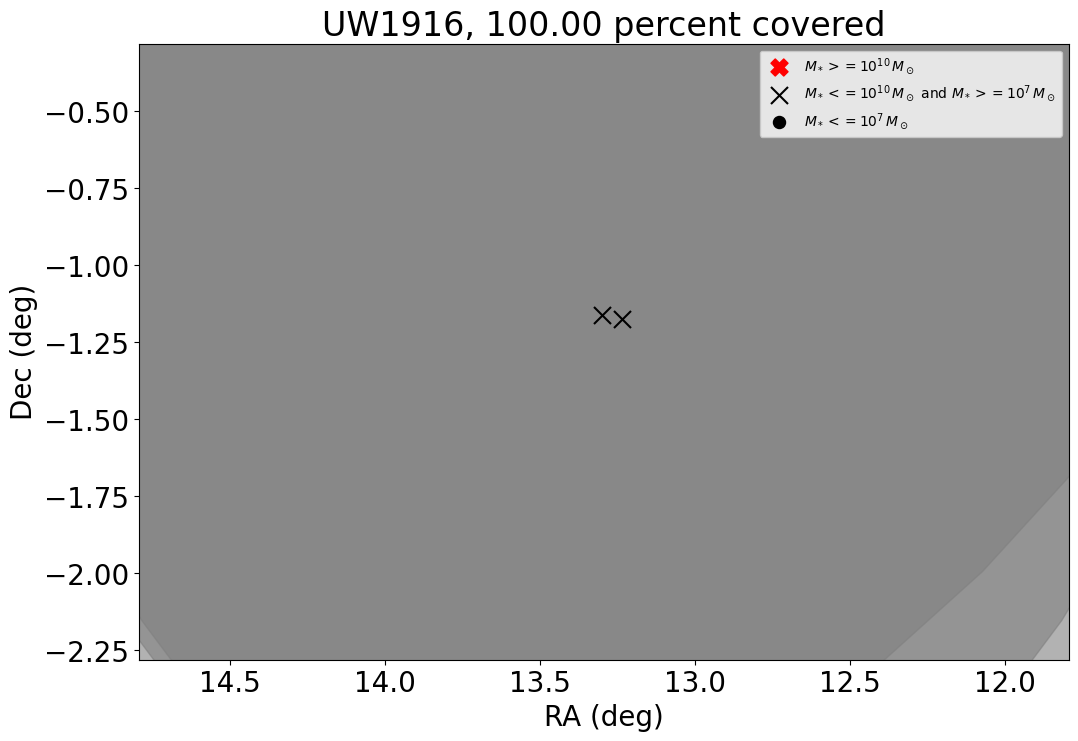 UW1916, 100.00 percent covered
M* >= 10^10 M⊙
M* <= 10^10 M⊙ and M* >= 10^7 M⊙
M* <= 10^7 M⊙
−0.50
−0.75
−1.00
−1.25
−1.50
−1.75
−2.00
−2.25
Dec (deg)
14.5 14.0 13.5 13.0 12.5 12.0
RA (deg)